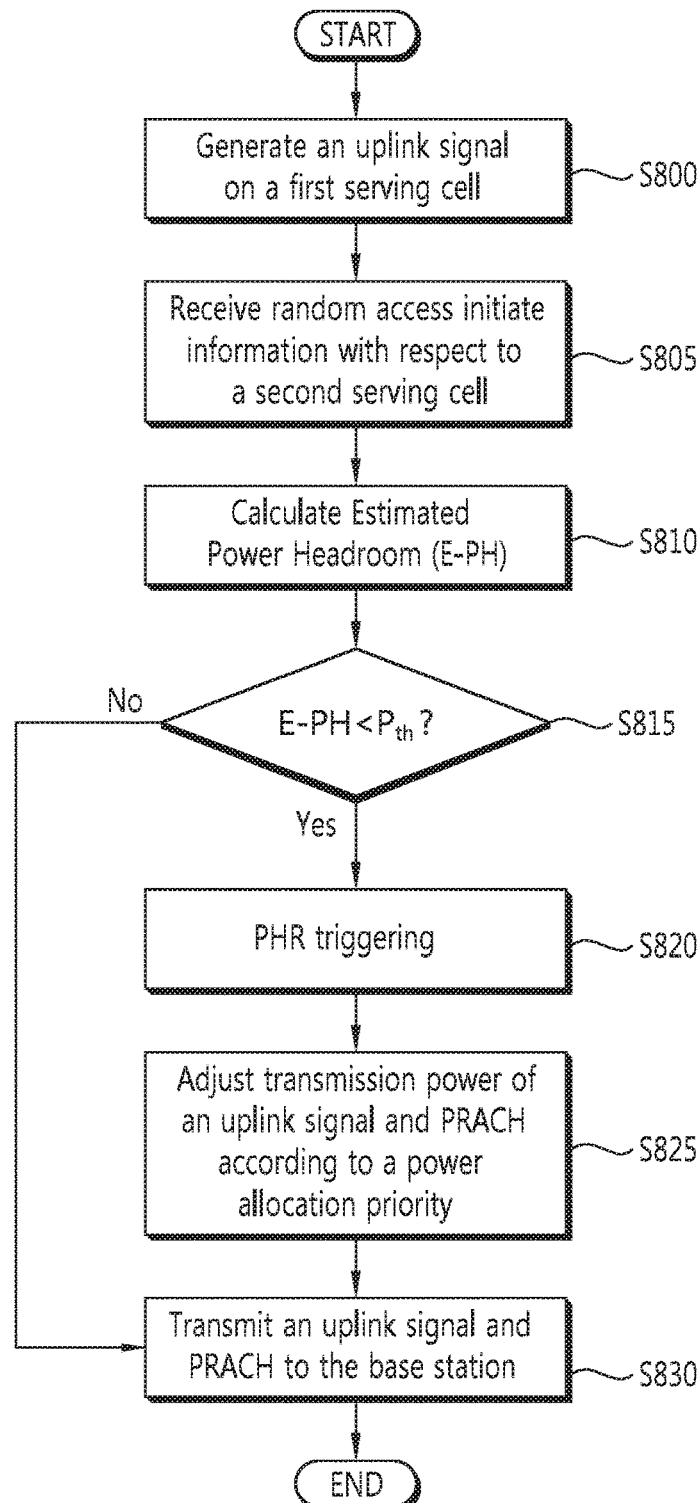 START
Generate an uplink signal
on a first serving cell
S800
Receive random access initiate
information with respect to
a second serving cell
S805
Calculate Estimated
Power Headroom (E-PH)
S810
No
E-PH<Pth ?
S815
Yes
PHR triggering
S820
Adjust transmission power of
an uplink signal and PRACH
according to a power
allocation priority
S825
Transmit an uplink signal and
PRACH to the base station
S830
END